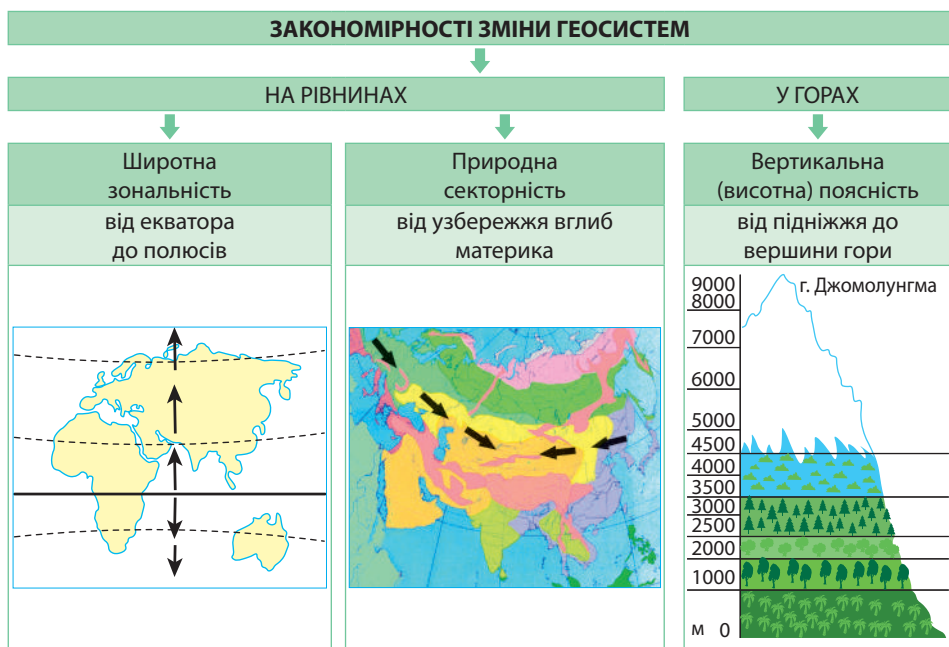 ЗАКОНОМІРНОСТІ ЗМІНИ ГЕОСИСТЕМ
НА РІВНИНАХ
У ГОРАХ
Широтна
зональність
від екватора
до полюсів
Природна
секторність
від узбережжя вглиб
материка
Вертикальна
(висотна) поясність
від підніжжя до
вершини гори
г. Джомолунгма
9000
8000
7000
6000
5000
4500
4000
3500
3000
2500
2000
1000
м 0